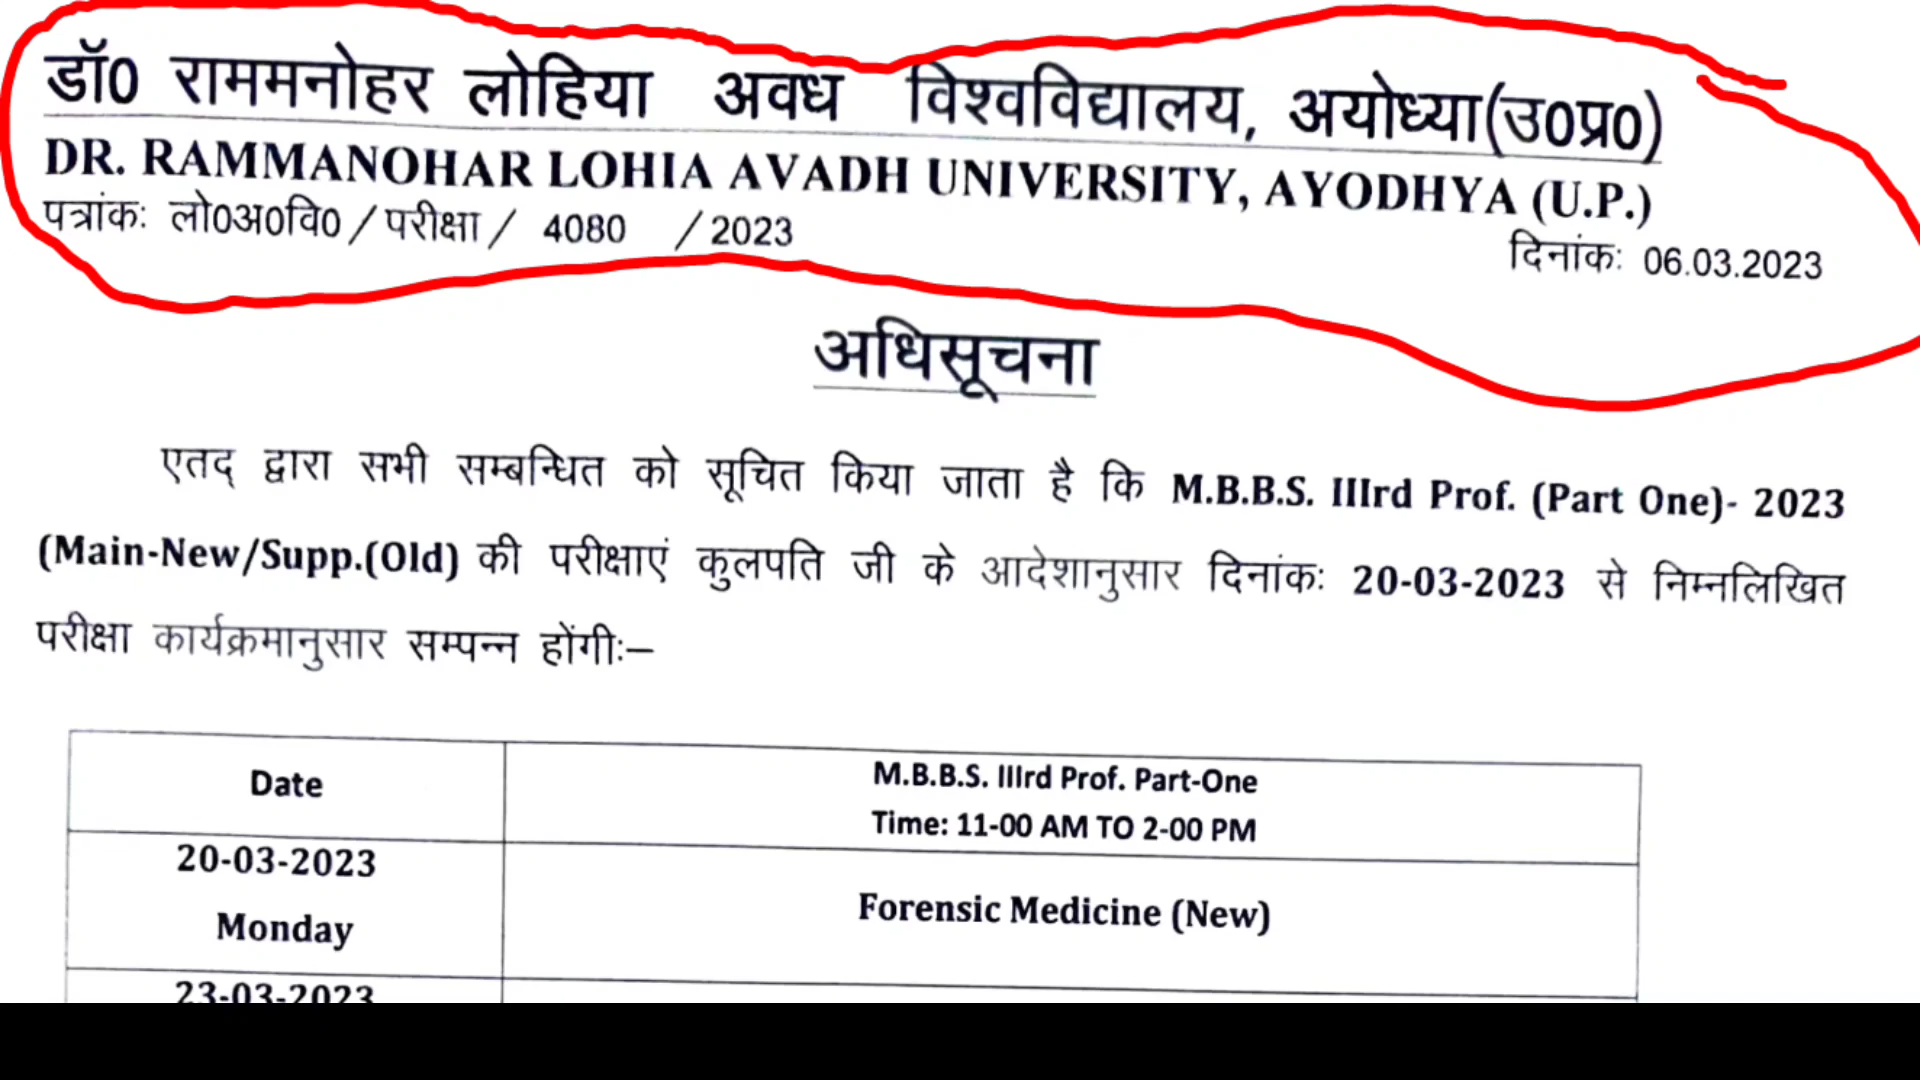 डॉ0 राममनोहर लोहिया अवध विश्वविद्यालय, अयोध्या(उ0प्र0)
DR. RAMMANOHAR LOHIA AVADH UNIVERSITY, AYODHYA (U.P.)
पत्रांकः लो0अ0वि0 / परीक्षा / 4080 / 2023
दिनांकः 06.03.2023
अधिसूचना
एतद् द्वारा सभी सम्बन्धित को सूचित किया जाता है कि M.B.B.S. IIIrd Prof. (Part One)- 2023
(Main-New/Supp.(Old) की परीक्षाएं कुलपति जी के आदेशानुसार दिनांकः 20-03-2023 से निम्नलिखित
परीक्षा कार्यक्रमानुसार सम्पन्न होंगीः–
Date
M.B.B.S. IIIrd Prof. Part-One
Time: 11-00 AM TO 2-00 PM
20-03-2023
Monday
Forensic Medicine (New)
23-03-2023